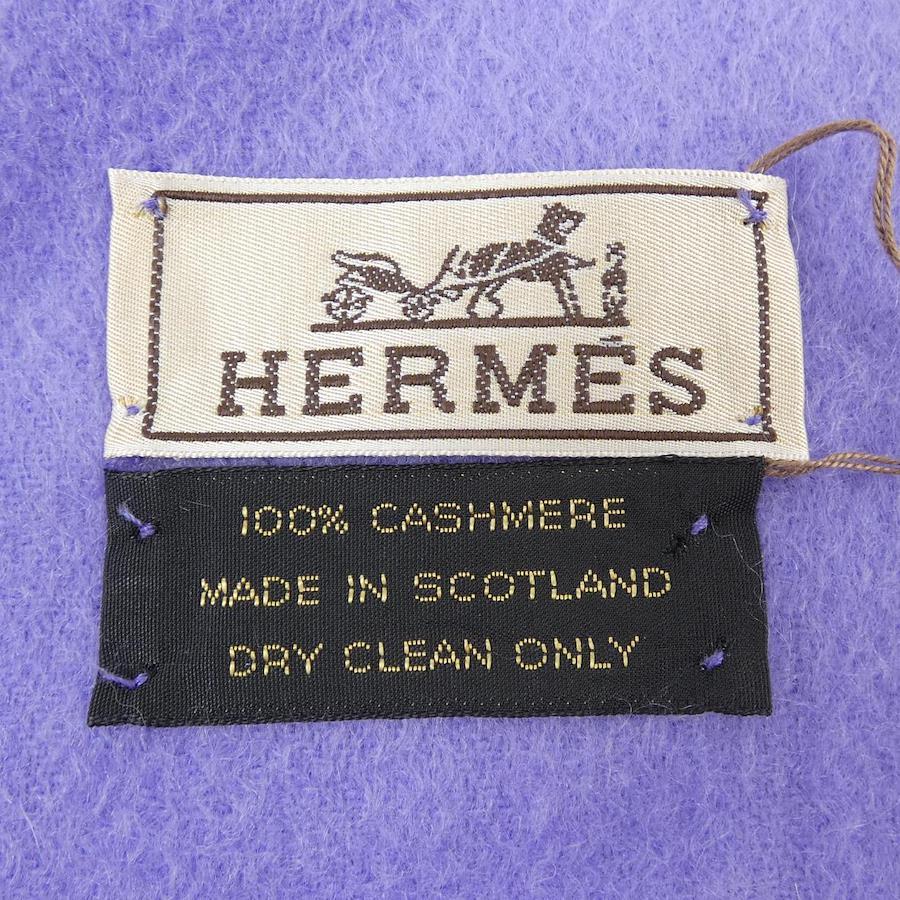 HERMÈS
100% CASHMERE
MADE IN SCOTLAND
DRY CLEAN ONLY